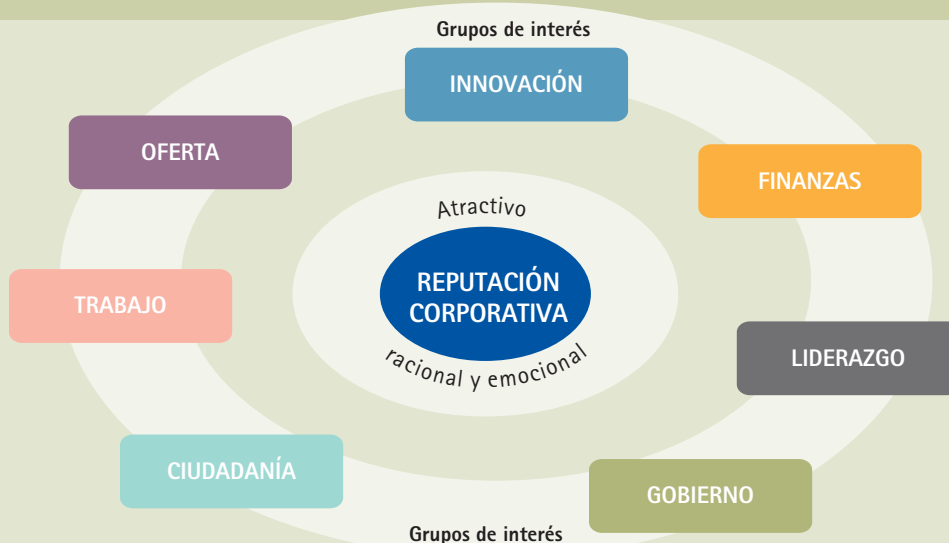 Grupos de interés
INNOVACIÓN
OFERTA
FINANZAS
Atractivo
REPUTACIÓN
CORPORATIVA
racional y emocional
TRABAJO
LIDERAZGO
CIUDADANÍA
GOBIERNO
Grupos de interés